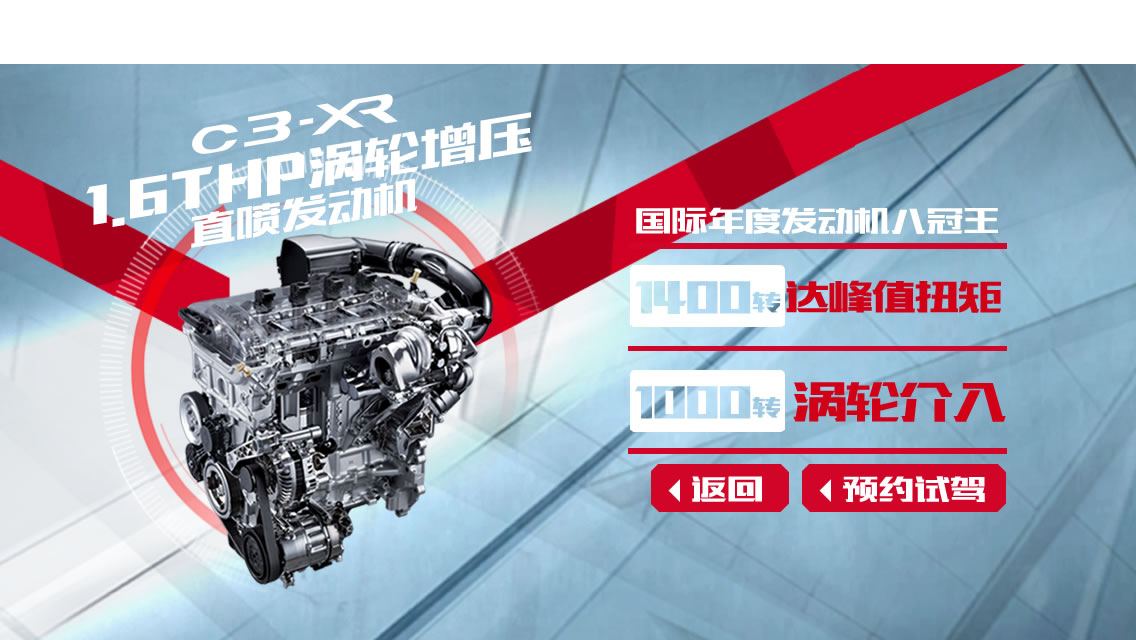 C3-XR
1.6THP涡轮增压
直喷发动机
国际年度发动机八冠王
1400转达峰值扭矩
1000转 涡轮介入
返回
预约试驾